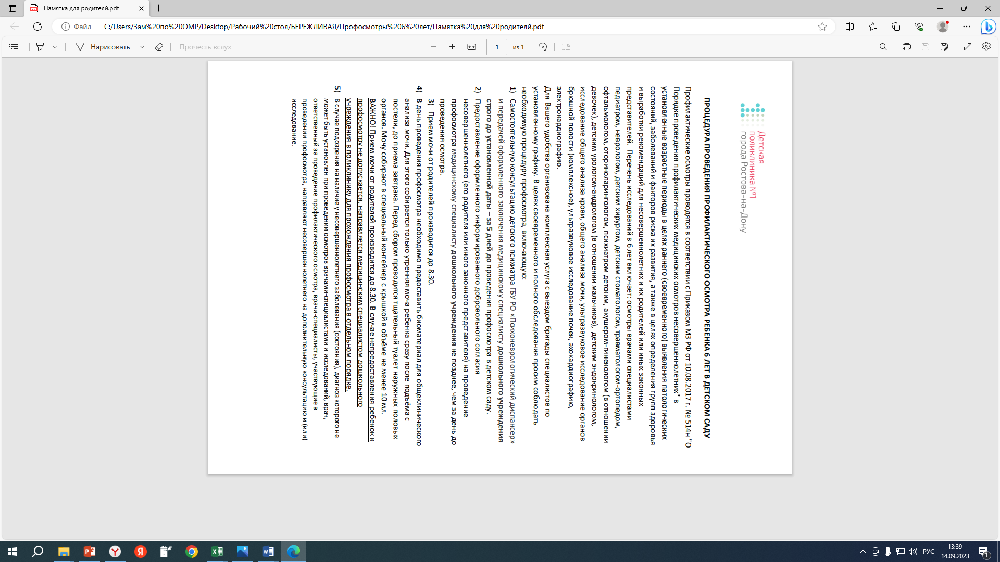 Памятка для родителй.pdf
Файл
C:/Users/Зам%20по%20ОМР/Desktop/Рабочий%20стол/БЕРЕЖЛИВАЯ/Профосмотры%206%20лет/Памятка%20для%20родителй.pdf
Нарисовать
Прочесть вслух
1
из 1
Детская
поликлиника №1
города Ростова-на-Дону
ПРОЦЕДУРА ПРОВЕДЕНИЯ ПРОФИЛАКТИЧЕСКОГО ОСМОТРА РЕБЕНКА 6 ЛЕТ В ДЕТСКОМ САДУ
Профилактические осмотры проводятся в соответствии с Приказом МЗ РФ от 10.08.2017 г. № 514н "О
Порядке проведения профилактических медицинских осмотров несовершеннолетних" в
установленные возрастные периоды в целях раннего (своевременного) выявления патологических
состояний, заболеваний и факторов риска их развития, а также в целях определения групп здоровья
и выработки рекомендаций для несовершеннолетних и их родителей или иных законных
представителей. Перечень исследований в 6 лет включает: осмотры врачами специалистами
педиатром, неврологом, детским хирургом, детским стоматологом, травматологом-ортопедом,
офтальмологом, оториноларингологом, психиатром детским, акушером-гинекологом (в отношении
девочек), детским урологом-андрологом (в отношении мальчиков), детским эндокринологом,
исследование общего анализа крови, общего анализа мочи, ультразвуковое исследование органов
брюшной полости (комплексное), ультразвуковое исследование почек, эхокардиографию,
электрокардиографию.
Для Вашего удобства организована комплексная услуга с выездом бригады специалистов по
установленному графику. В целях своевременного и полного обследования просим соблюдать
необходимую процедуру профосмотра, включающую:
1) Самостоятельную консультацию детского психиатра ГБУ РО «Психоневрологический диспансер»
и передачей оформленного заключения медицинскому специалисту дошкольного учреждения
строго до установленной даты – за 5 дней до проведения профосмотра в детском саду.
2) Предоставление оформленного информированного добровольного согласия
несовершеннолетнего (его родителя или иного законного представителя) на проведение
профосмотра медицинскому специалисту дошкольного учреждения не позднее, чем за день до
проведения осмотра.
3) Прием мочи от родителей производится до 8.30.
4) В день проведения профосмотра необходимо предоставить биоматериал для общеклинического
анализа мочи. Для этого собирается только утренняя моча ребенка сразу после подъёма с
постели, до приема завтрака. Перед сбором проводится тщательный туалет наружных половых
органов. Мочу собирают в специальный контейнер с крышкой в объёме не менее 10 мл.
ВАЖНО! Прием мочи от родителей производится до 8.30. В случае непредоставления ребенок к
профосмотру не допускается, направляется медицинским специалистом дошкольного
учреждения в поликлинику для прохождения профосмотра в отдельном порядке.
5) В случае подозрения на наличие у несовершеннолетнего заболевания (состояния), диагноз которого не
может быть установлен при проведении осмотров врачами-специалистами и исследований, врач,
ответственный за проведение профилактического осмотра, врачи-специалисты, участвующие в
проведении профосмотра, направляют несовершеннолетнего на дополнительную консультацию и (или)
исследование.
РУС
13:39
14.09.2023
1